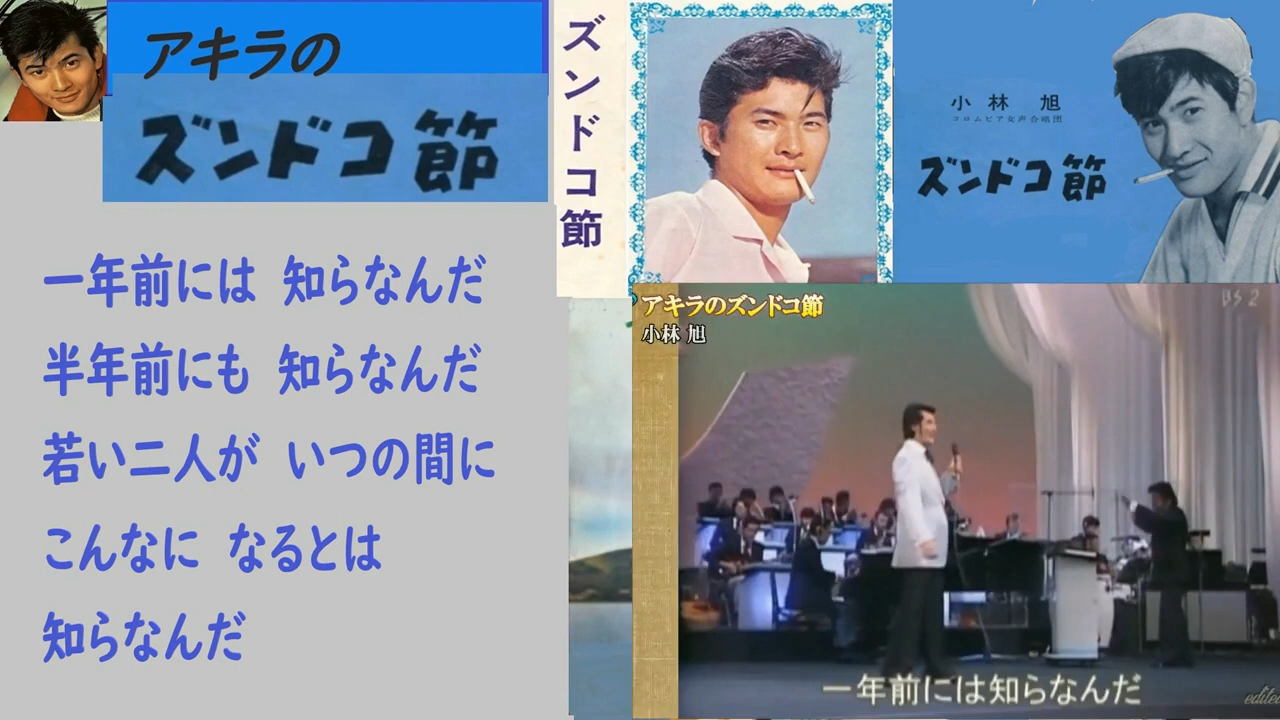 アキラの
ズンドコ節
一年前には 知らなんだ
半年前にも 知らなんだ
若い二人が いつの間に
こんなに なるとは
知らなんだ
ズンドコ節
小林 旭
コロムビア女声合唱団
ズンドコ節
アキラのズンドコ節
小林 旭
BS 2
一年前には知らなんだ